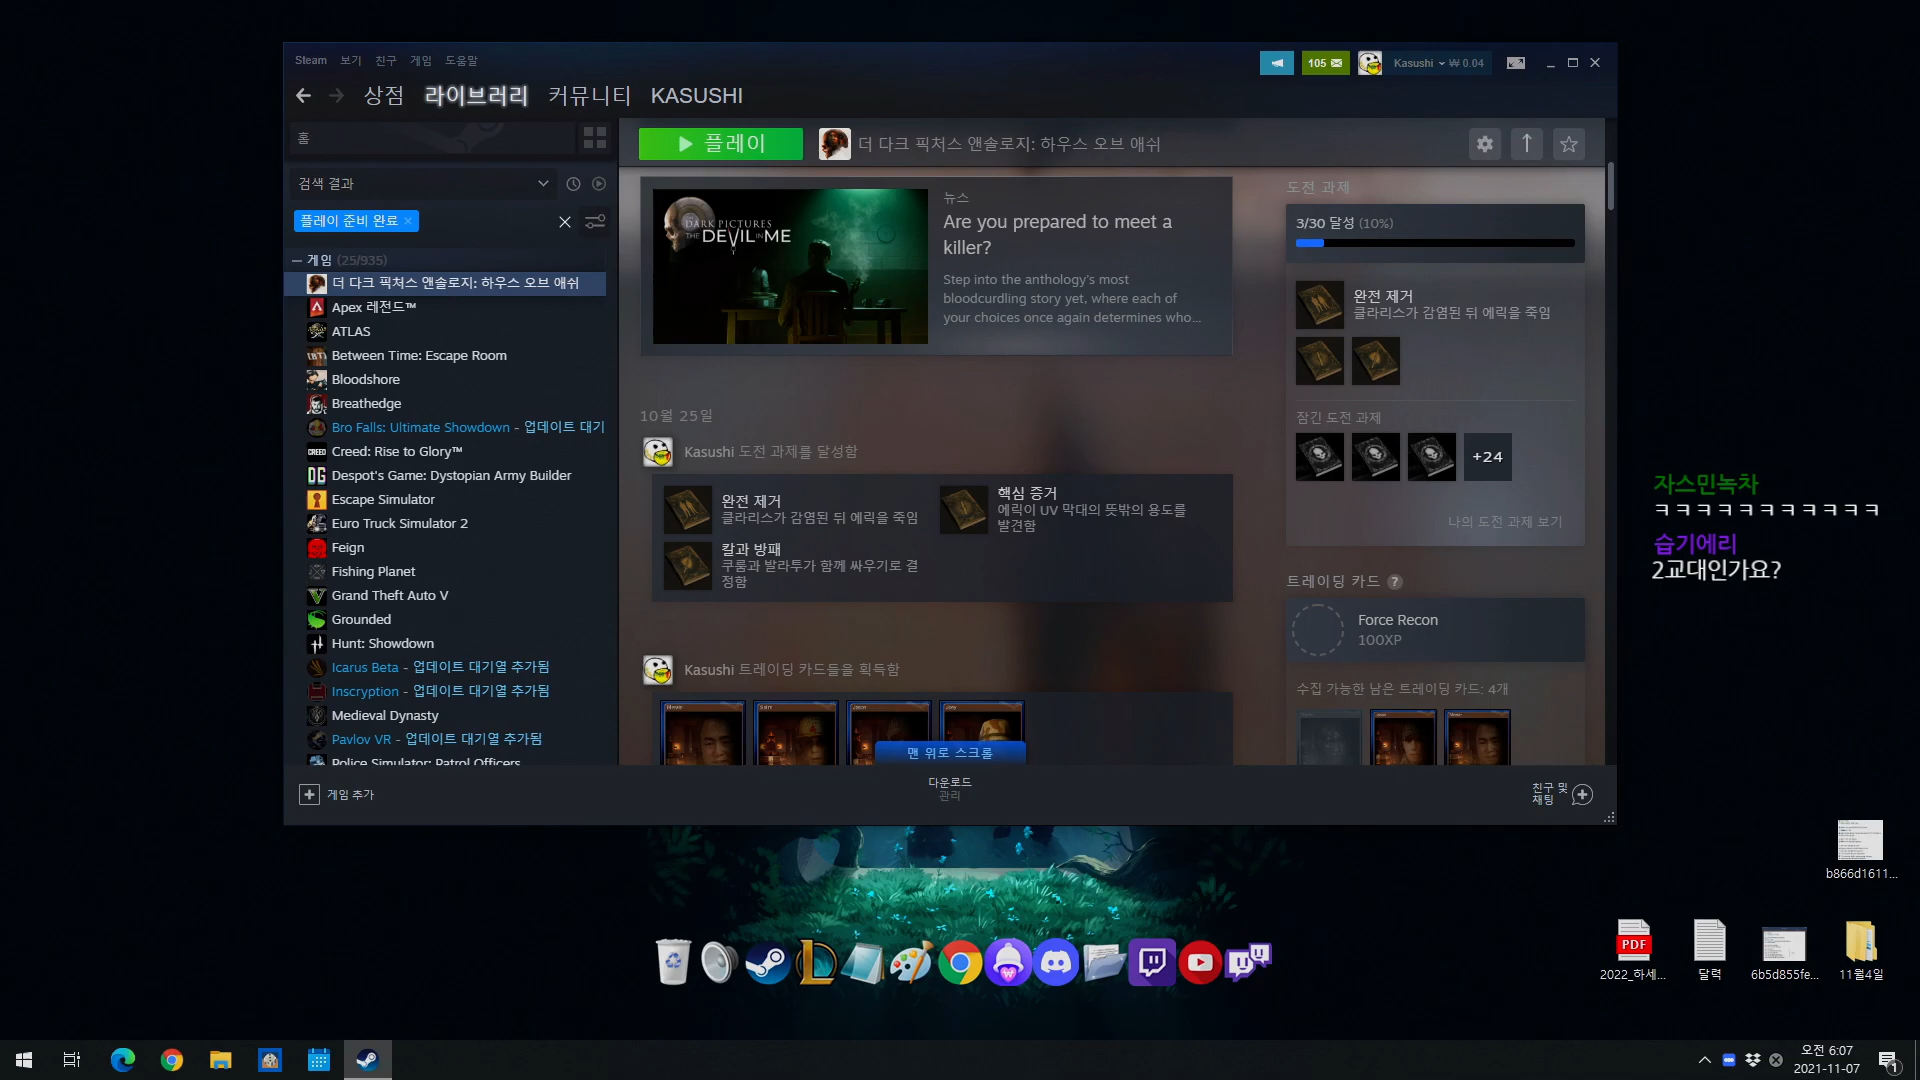 Steam 보기 친구 게임 도움말
105
Kasushi ₩ 0.04
상점 라이브러리 커뮤니티 KASUSHI
홈
검색 결과
플레이 준비 완료 ×
게임 (25/935)
더 다크 픽처스 앤솔로지: 하우스 오브 애쉬
Apex 레전드™
ATLAS
Between Time: Escape Room
Bloodshore
Breathedge
Bro Falls: Ultimate Showdown - 업데이트 대기
Creed: Rise to Glory™
Despot's Game: Dystopian Army Builder
Escape Simulator
Euro Truck Simulator 2
Feign
Fishing Planet
Grand Theft Auto V
Grounded
Hunt: Showdown
Icarus Beta - 업데이트 대기열 추가됨
Inscryption - 업데이트 대기열 추가됨
Medieval Dynasty
Pavlov VR - 업데이트 대기열 추가됨
Police Simulator: Patrol Officers
게임 추가
플레이
더 다크 픽처스 앤솔로지: 하우스 오브 애쉬
DARK PICTURES
THE DEVIL IN ME
뉴스
Are you prepared to meet a
killer?
Step into the anthology's most
bloodcurdling story yet, where each of
your choices once again determines who...
10월 25일
Kasushi 도전 과제를 달성함
완전 제거
클라리스가 감염된 뒤 에릭을 죽임
핵심 증거
에릭이 UV 막대의 뜻밖의 용도를
발견함
칼과 방패
쿠룸과 발라투가 함께 싸우기로 결
정함
Kasushi 트레이딩 카드들을 획득함
맨 위로 스크롤
도전 과제
3/30 달성 (10%)
완전 제거
클라리스가 감염된 뒤 에릭을 죽임
잠긴 도전 과제
+24
나의 도전 과제 보기
트레이딩 카드 ?
Force Recon
100XP
수집 가능한 남은 트레이딩 카드: 4개
다운로드
관리
친구 및
채팅
자스민녹차
ㅋㅋㅋㅋㅋㅋㅋㅋㅋㅋㅋ
습기에리
2교대인가요?
b866d1611...
PDF
2022_하세...
달력
6b5d855fe...
11월4일
오전 6:07
2021-11-07
1